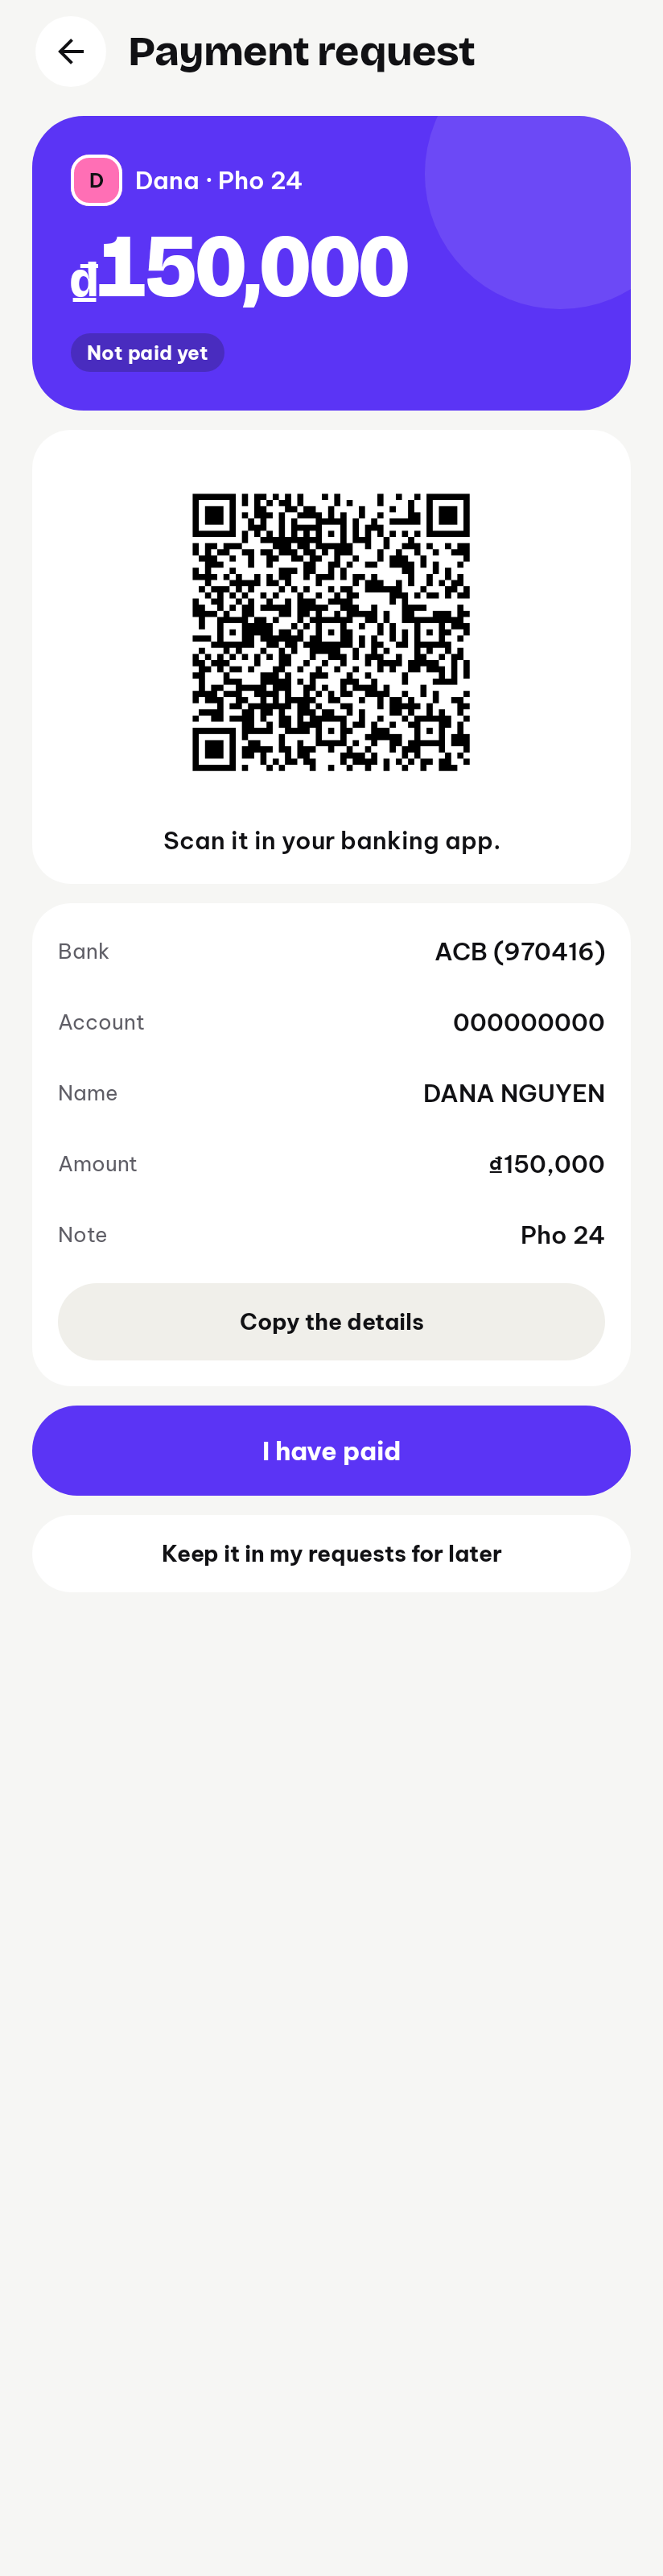 Payment request
D
Dana · Pho 24
₫150,000
Not paid yet
Scan it in your banking app.
Bank
ACB (970416)
Account
000000000
Name
DANA NGUYEN
Amount
₫150,000
Note
Pho 24
Copy the details
I have paid
Keep it in my requests for later